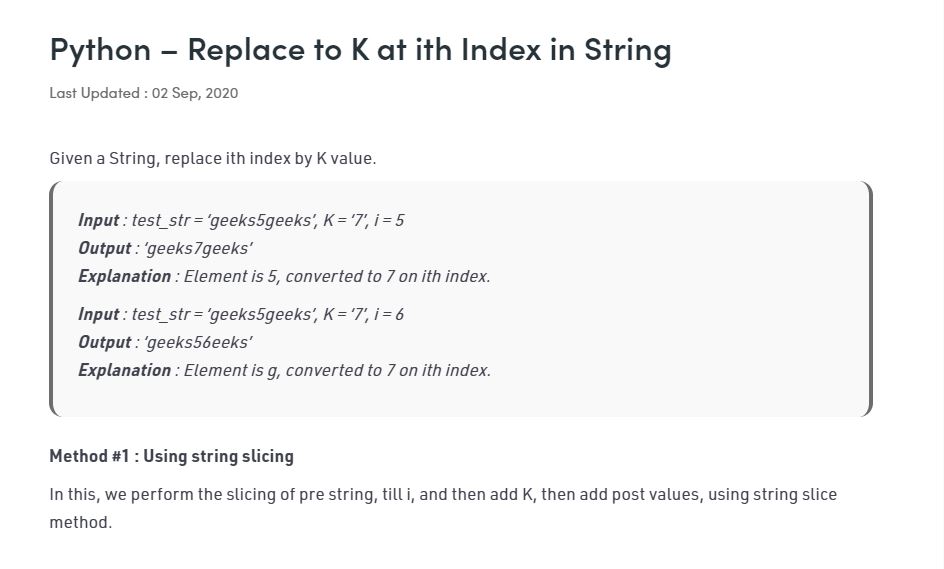 Python – Replace to K at ith Index in String
Last Updated : 02 Sep, 2020
Given a String, replace ith index by K value.
Input : test_str = ‘geeks5geeks’, K = ‘7’, i = 5
Output : ‘geeks7geeks’
Explanation : Element is 5, converted to 7 on ith index.
Input : test_str = ‘geeks5geeks’, K = ‘7’, i = 6
Output : ‘geeks56eeks’
Explanation : Element is g, converted to 7 on ith index.
Method #1 : Using string slicing
In this, we perform the slicing of pre string, till i, and then add K, then add post values, using string slice
method.